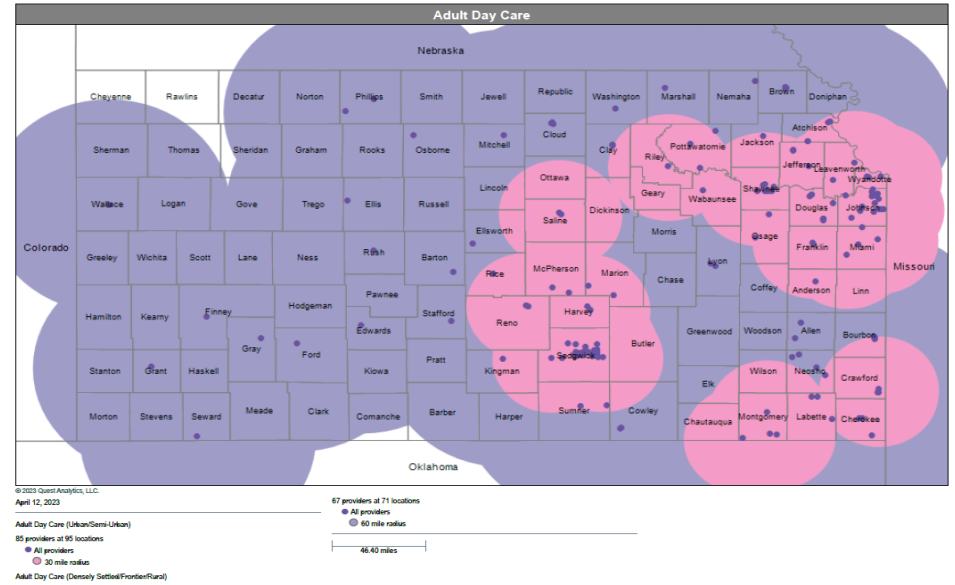 Adult Day Care
Nebraska
Cheyenne Rawlins Decatur Norton Phillips Smith Jewell Republic Washington Marshall Nemaha Brown Doniphan
Sherman Thomas Sheridan Graham Rooks Osborne Mitchell Cloud Clay Riley Pottawatomie Jackson Atchison
Jefferson Leavenworth Wyandotte
Wallace Logan Gove Trego Ellis Russell Lincoln Ottawa Geary Wabaunsee Shawnee Douglas Johnson
Saline Dickinson
Colorado Greeley Wichita Scott Lane Ness Rush Barton Ellsworth Morris Osage Franklin Miami Missouri
Rice McPherson Marion Chase Lyon Coffey Anderson Linn
Hamilton Kearny Finney Hodgeman Pawnee Stafford Reno Harvey
Gray Ford Edwards Butler Greenwood Woodson Allen Bourbon
Stanton Grant Haskell Kiowa Pratt Kingman Sedgwick Elk Wilson Neosho Crawford
Morton Stevens Seward Meade Clark Comanche Barber Harper Sumner Cowley Chautauqua Montgomery Labette Cherokee
Oklahoma
© 2023 Quest Analytics, LLC.
April 12, 2023
Adult Day Care (Urban/Semi-Urban)
85 providers at 95 locations
All providers
30 mile radius
Adult Day Care (Densely Settled/Frontier/Rural)
67 providers at 71 locations
All providers
60 mile radius
46.40 miles